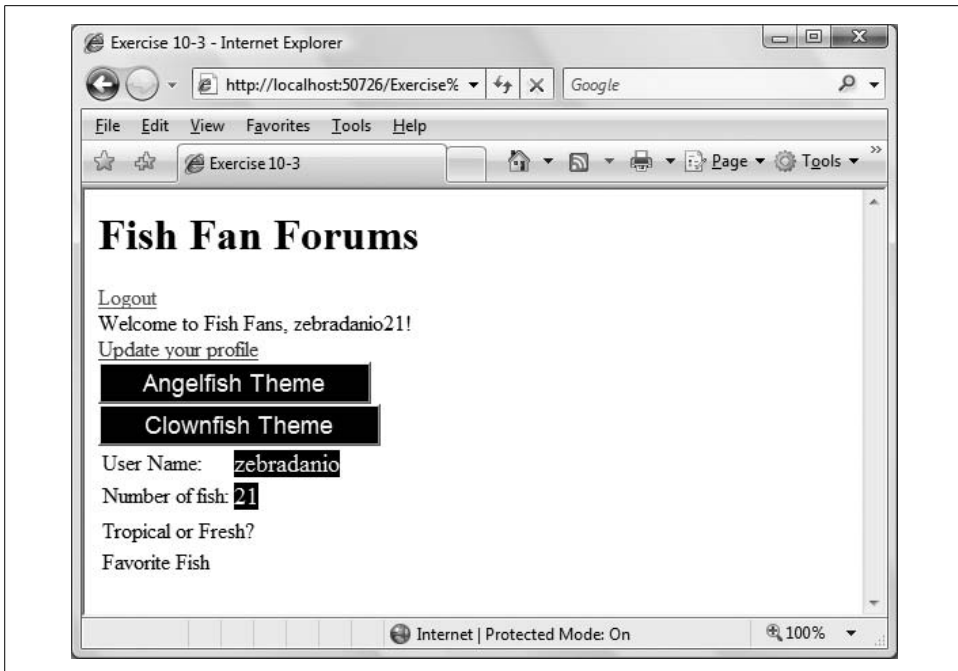 Exercise 10-3 - Internet Explorer
http://localhost:50726/Exercise%
Google
File Edit View Favorites Tools Help
Exercise 10-3
Page Tools »
Fish Fan Forums
Logout
Welcome to Fish Fans, zebradanio21!
Update your profile
Angelfish Theme
Clownfish Theme
User Name: zebradanio
Number of fish: 21
Tropical or Fresh?
Favorite Fish
Internet | Protected Mode: On 100%